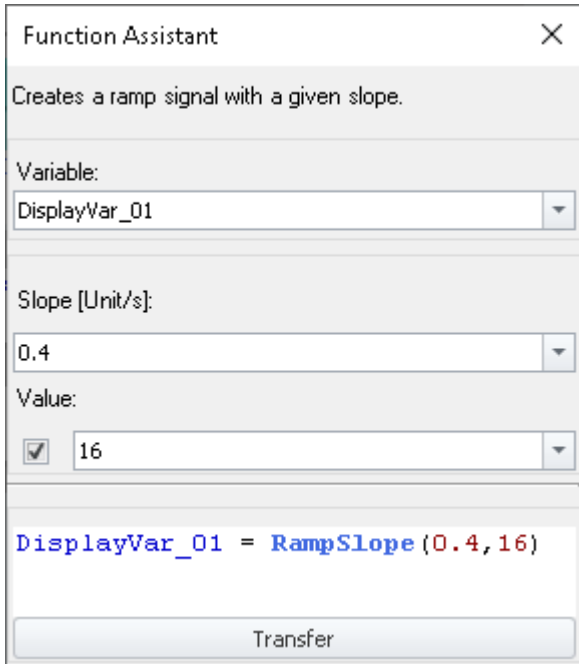 Function Assistant
Creates a ramp signal with a given slope.
Variable:
DisplayVar_01
Slope [Unit/s]:
0.4
Value:
16
DisplayVar_01 = RampSlope(0.4,16)
Transfer